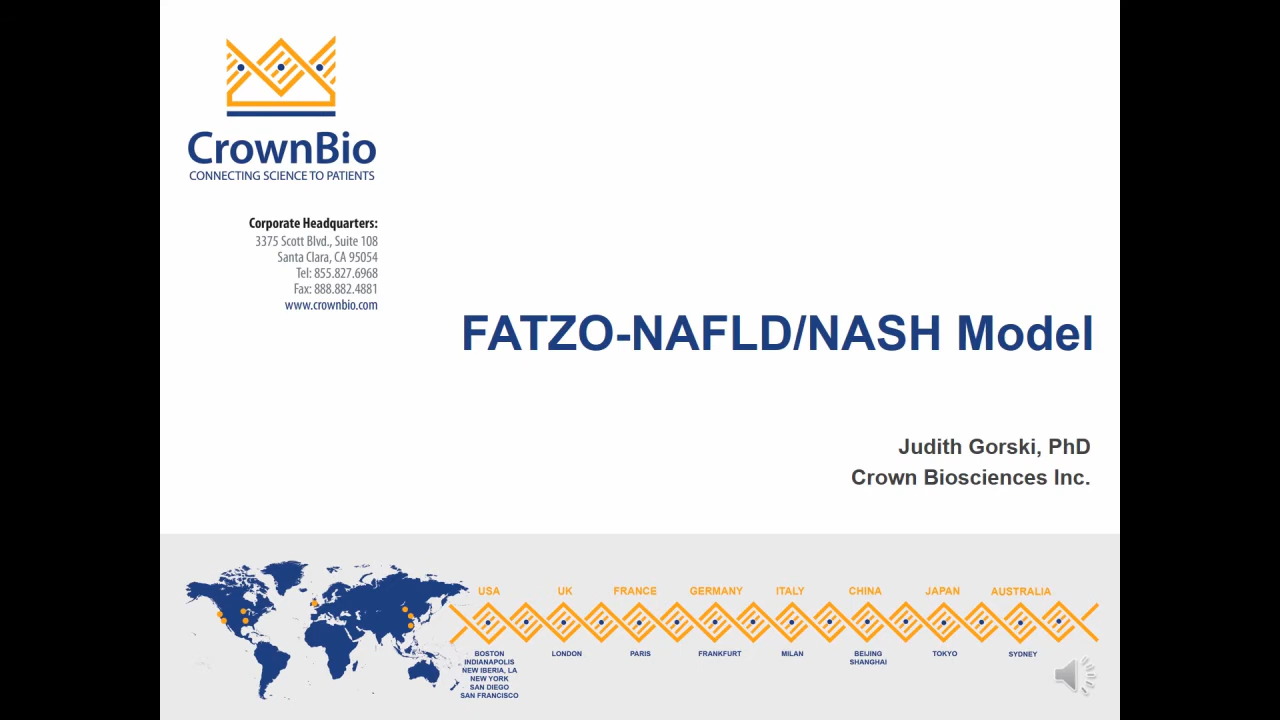 CrownBio
CONNECTING SCIENCE TO PATIENTS
Corporate Headquarters:
3375 Scott Blvd., Suite 108
Santa Clara, CA 95054
Tel: 855.827.6968
Fax: 888.882.4881
www.crownbio.com
FATZO-NAFLD/NASH Model
Judith Gorski, PhD
Crown Biosciences Inc.
USA UK FRANCE GERMANY ITALY CHINA JAPAN AUSTRALIA
BOSTON LONDON PARIS FRANKFURT MILAN BEIJING TOKYO SYDNEY
INDIANAPOLIS SHANGHAI
NEW IBERIA, LA
NEW YORK
SAN DIEGO
SAN FRANCISCO